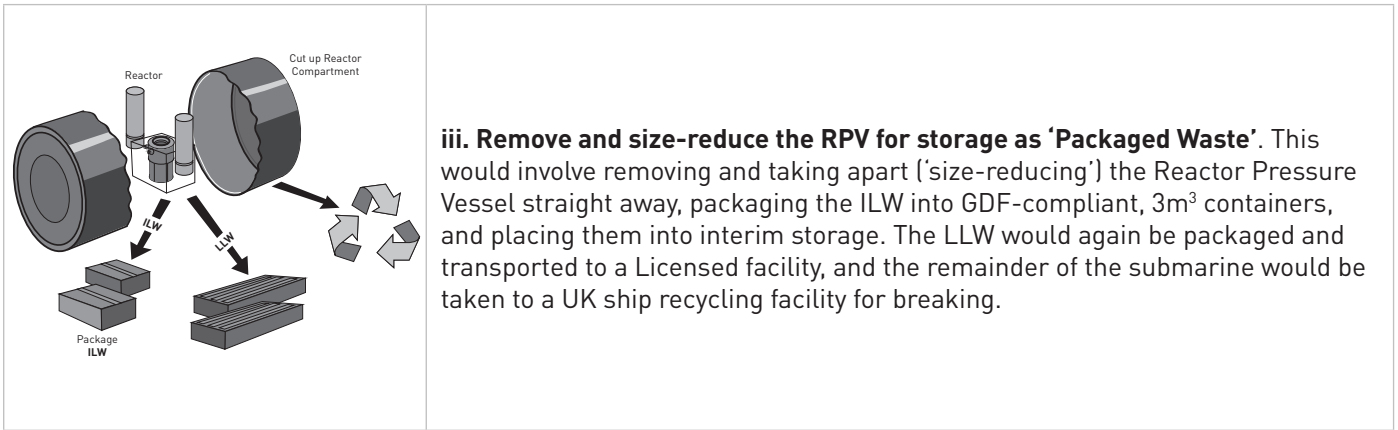 Cut up Reactor
Compartment
Reactor
ILW
LLW
Package
ILW
iii. Remove and size-reduce the RPV for storage as ‘Packaged Waste’. This
would involve removing and taking apart (‘size-reducing’) the Reactor Pressure
Vessel straight away, packaging the ILW into GDF-compliant, 3m³ containers,
and placing them into interim storage. The LLW would again be packaged and
transported to a Licensed facility, and the remainder of the submarine would be
taken to a UK ship recycling facility for breaking.